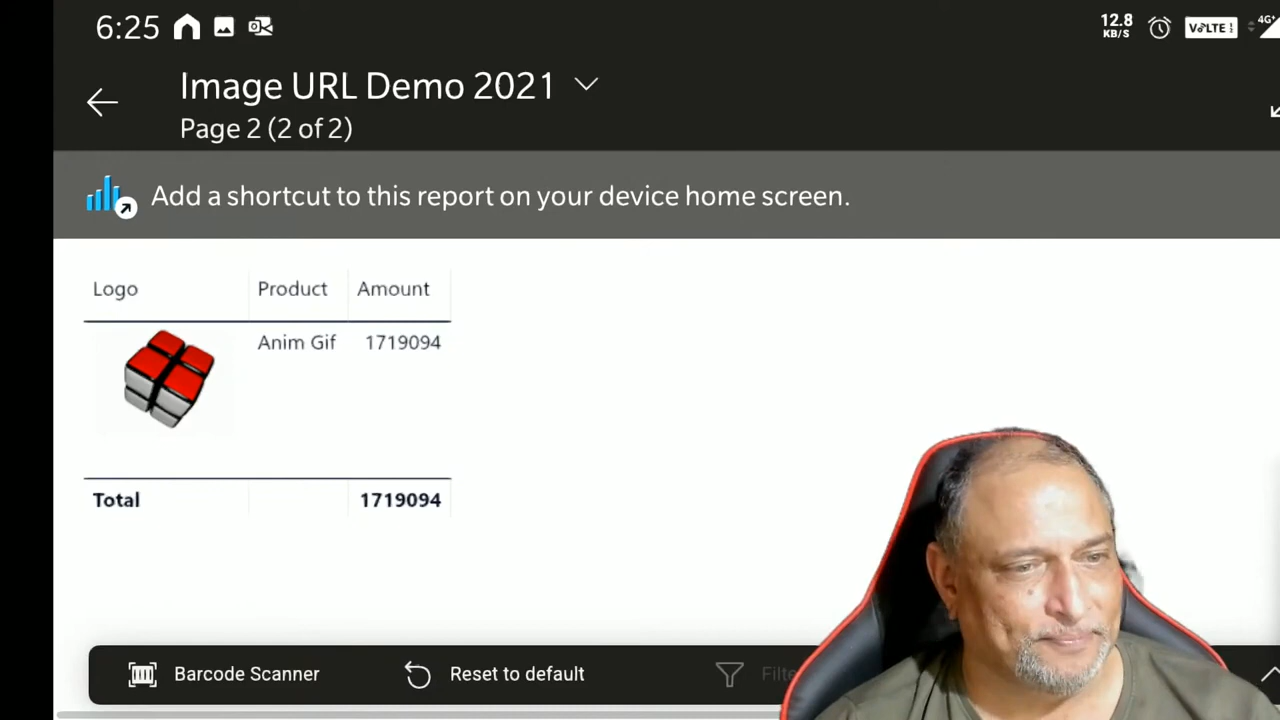 6:25
12.8
KB/S
VoLTE
4G+
Image URL Demo 2021
Page 2 (2 of 2)
Add a shortcut to this report on your device home screen.
Logo Product Amount
Anim Gif 1719094
Total 1719094
Barcode Scanner Reset to default Filte